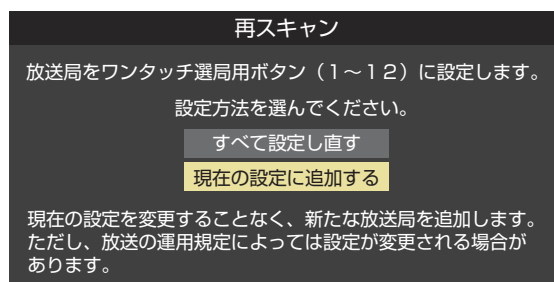 再スキャン
放送局をワンタッチ選局用ボタン（1～12）に設定します。
設定方法を選んでください。
すべて設定し直す
現在の設定に追加する
現在の設定を変更することなく、新たな放送局を追加します。
ただし、放送の運用規定によっては設定が変更される場合が
あります。